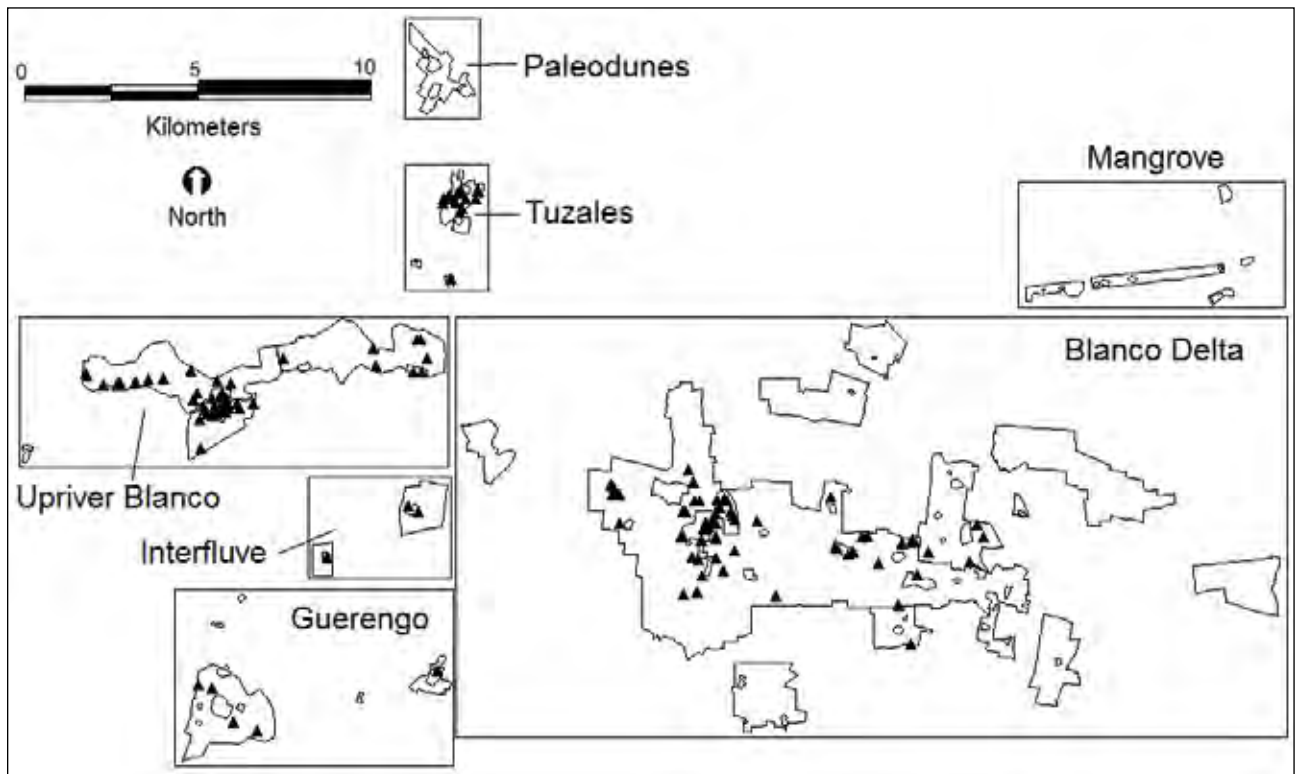 0 5 10
Kilometers
North
Paleodunes
Tuzales
Mangrove
Blanco Delta
Upriver Blanco
Interfluve
Guerengo